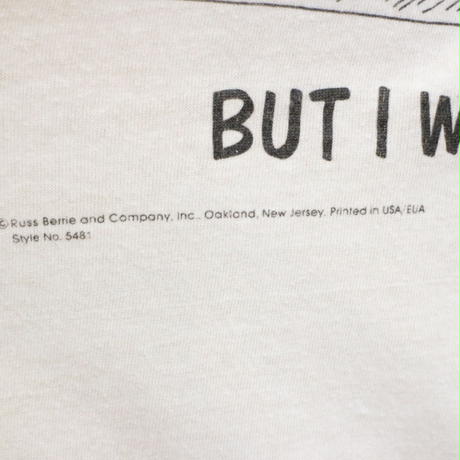 BUT I W
©Russ Berrie and Company, Inc., Oakland, New Jersey. Printed in USA/EUA
Style No. 5481